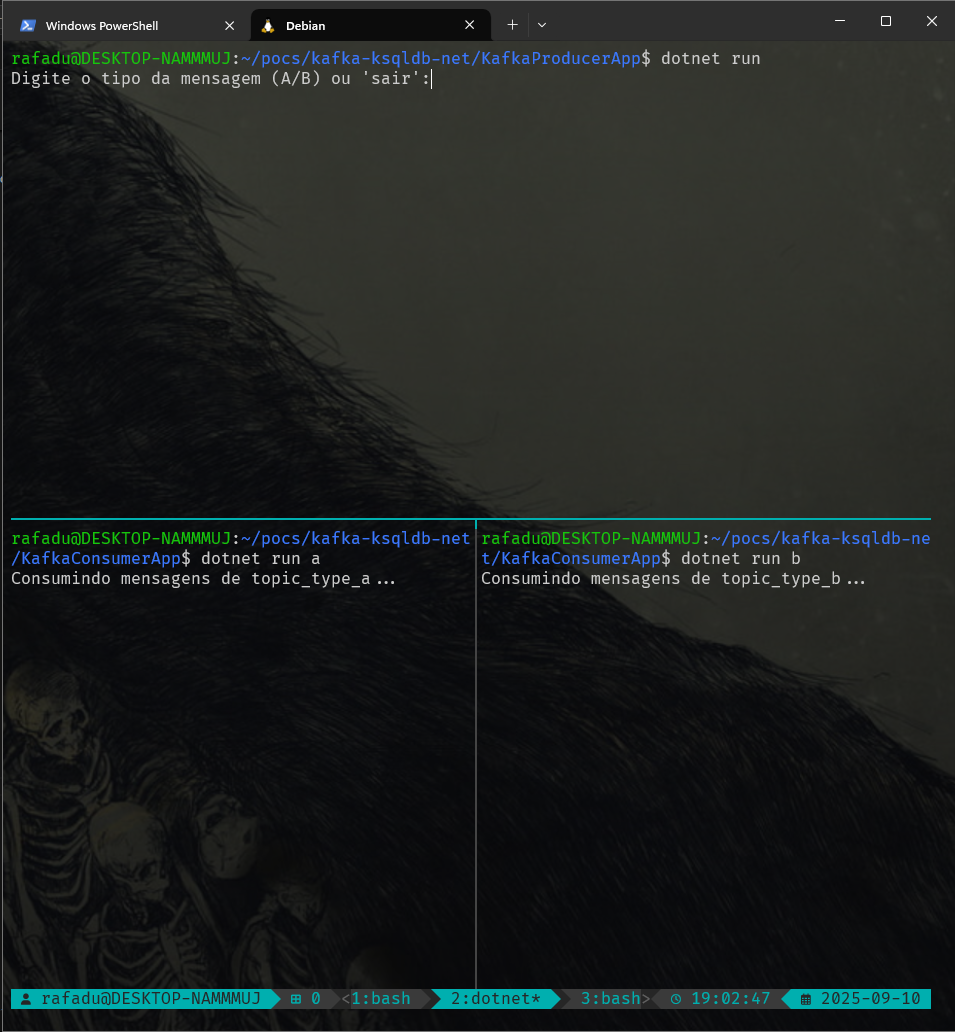 Windows PowerShell
Debian
rafadu@DESKTOP-NAMMMUJ:~/pocs/kafka-ksqldb-net/KafkaProducerApp$ dotnet run
Digite o tipo da mensagem (A/B) ou 'sair':
rafadu@DESKTOP-NAMMMUJ:~/pocs/kafka-ksqldb-net
/KafkaConsumerApp$ dotnet run a
Consumindo mensagens de topic_type_a...
rafadu@DESKTOP-NAMMMUJ:~/pocs/kafka-ksqldb-ne
t/KafkaConsumerApp$ dotnet run b
Consumindo mensagens de topic_type_b...
rafadu@DESKTOP-NAMMMUJ 0 <1:bash 2:dotnet* 3:bash> 19:02:47 2025-09-10